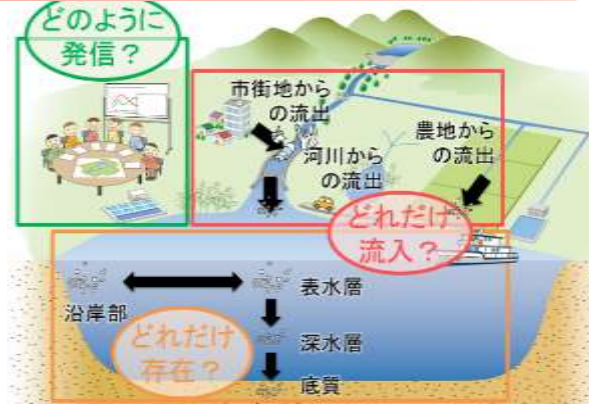 どのように
発信？
市街地から
の流出
河川から
の流出
農地から
の流出
どれだけ
流入？
沿岸部
表水層
どれだけ
存在？
深水層
底質